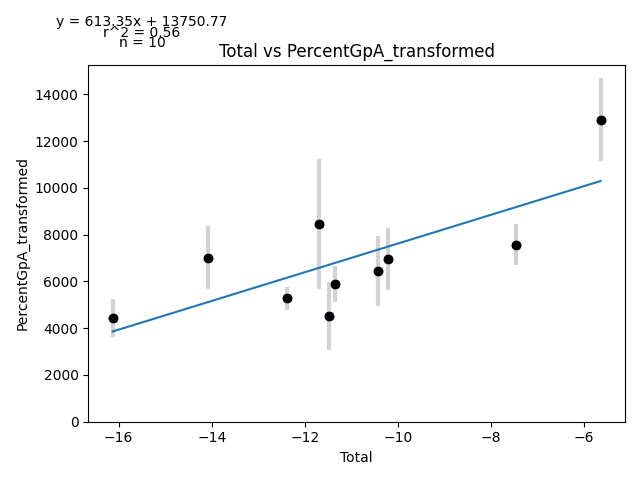 y = 613.35x + 13750.77
r^2 = 0.56
n = 10
Total vs PercentGpA_transformed
PercentGpA_transformed
14000
12000
10000
8000
6000
4000
2000
0
−16
−14
−12
−10
−8
−6
Total